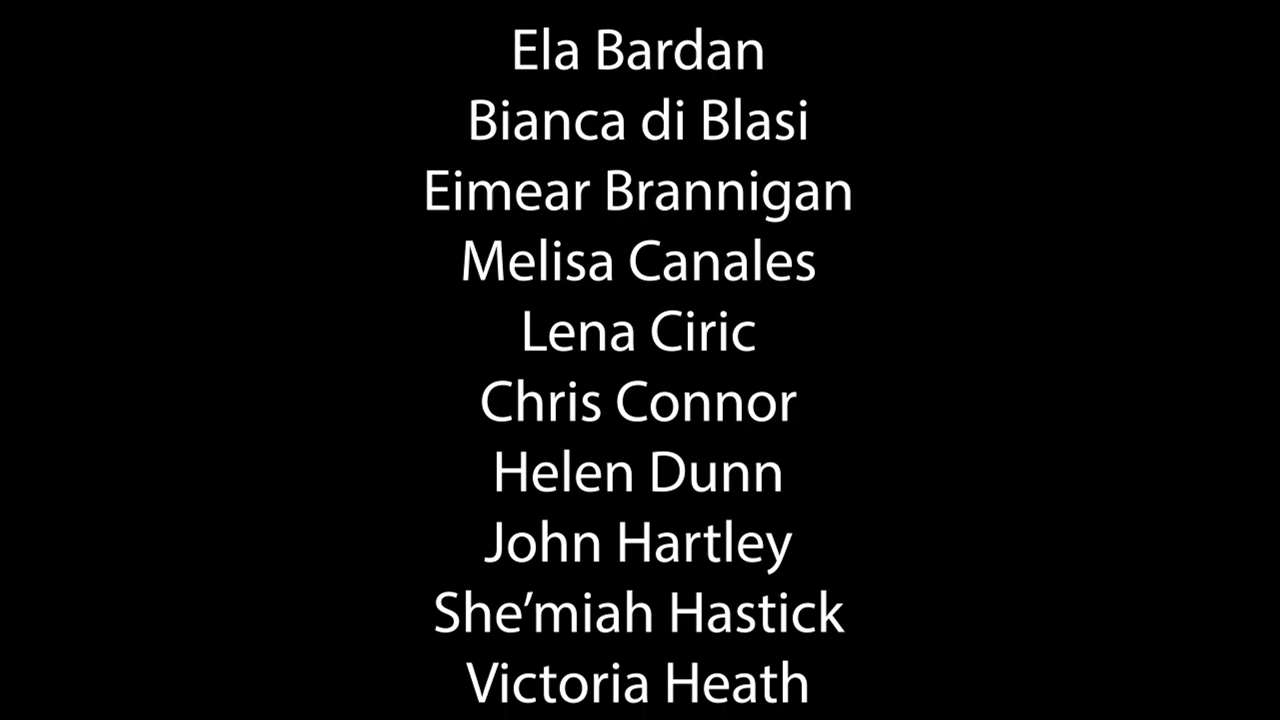 Ela Bardan
Bianca di Blasi
Eimear Brannigan
Melisa Canales
Lena Ciric
Chris Connor
Helen Dunn
John Hartley
She’miah Hastick
Victoria Heath